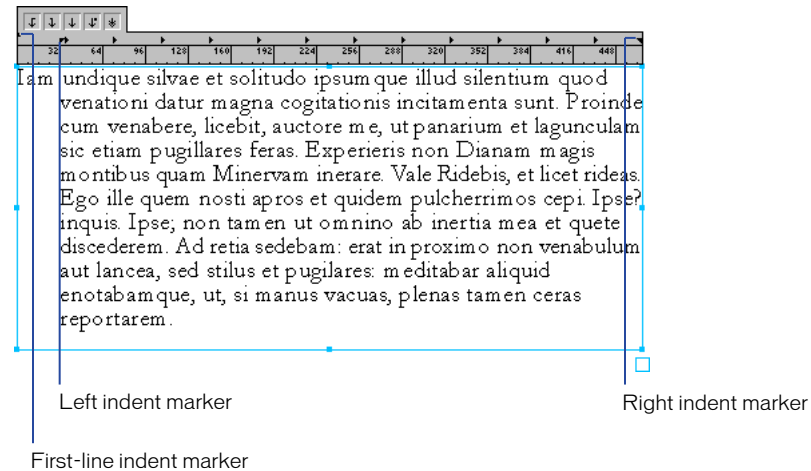 32 64 96 128 160 192 224 256 288 320 352 384 416 448
Iam undique silvae et solitudo ipsum que illud silentium quod
venationi datur magna cogitationis incitamenta sunt. Proinde
cum venabere, licebit, auctore me, ut panarium et lagunculam
sic etiam pugillares feras. Experieris non Dianam magis
montibus quam Minervam inerare. Vale Ridebis, et licet rideas.
Ego ille quem nosti apros et quidem pulcherrimos cepi. Ipse?
inquis. Ipse; non tamen ut omnino ab inertia mea et quete
discederem. Ad retia sedebam: erat in proximo non venabulum
aut lancea, sed stilus et pugilares: meditabar aliquid
enotabamque, ut, si manus vacuas, plenas tamen ceras
reportarem.
Left indent marker
Right indent marker
First-line indent marker